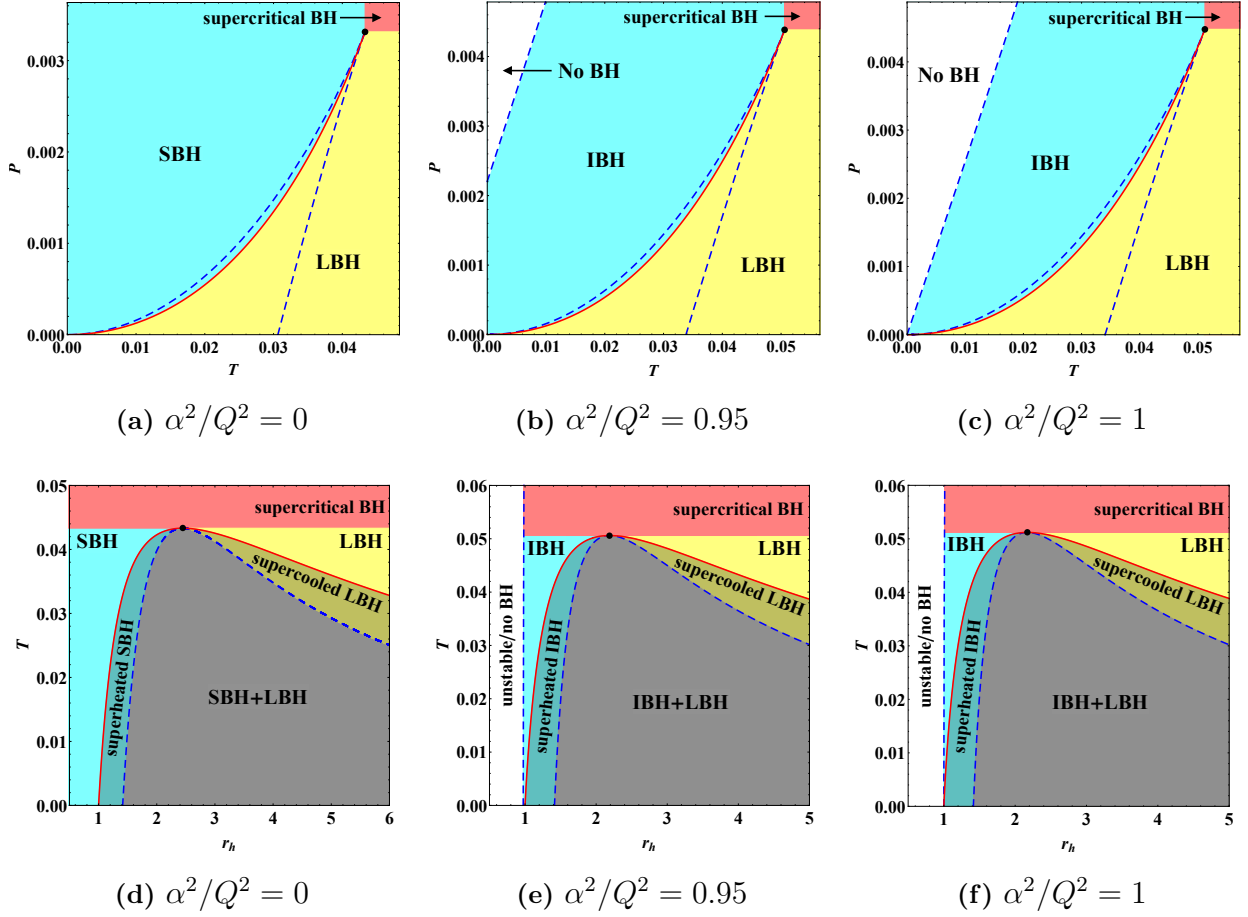 supercritical BH
SBH
LBH
P
0.003
0.002
0.001
0.000
0.00 0.01 0.02 0.03 0.04
T
(a) α²/Q² = 0
supercritical BH
No BH
IBH
LBH
P
0.004
0.003
0.002
0.001
0.000
0.00 0.01 0.02 0.03 0.04 0.05
T
(b) α²/Q² = 0.95
supercritical BH
No BH
IBH
LBH
P
0.004
0.003
0.002
0.001
0.000
0.00 0.01 0.02 0.03 0.04 0.05
T
(c) α²/Q² = 1
supercritical BH
SBH
LBH
superheated SBH
supercooled LBH
SBH+LBH
T
0.05
0.04
0.03
0.02
0.01
0.00
1 2 3 4 5 6
r_h
(d) α²/Q² = 0
supercritical BH
IBH
LBH
unstable/no BH
superheated IBH
supercooled LBH
IBH+LBH
T
0.06
0.05
0.04
0.03
0.02
0.01
0.00
1 2 3 4 5
r_h
(e) α²/Q² = 0.95
supercritical BH
IBH
LBH
unstable/no BH
superheated IBH
supercooled LBH
IBH+LBH
T
0.06
0.05
0.04
0.03
0.02
0.01
0.00
1 2 3 4 5
r_h
(f) α²/Q² = 1